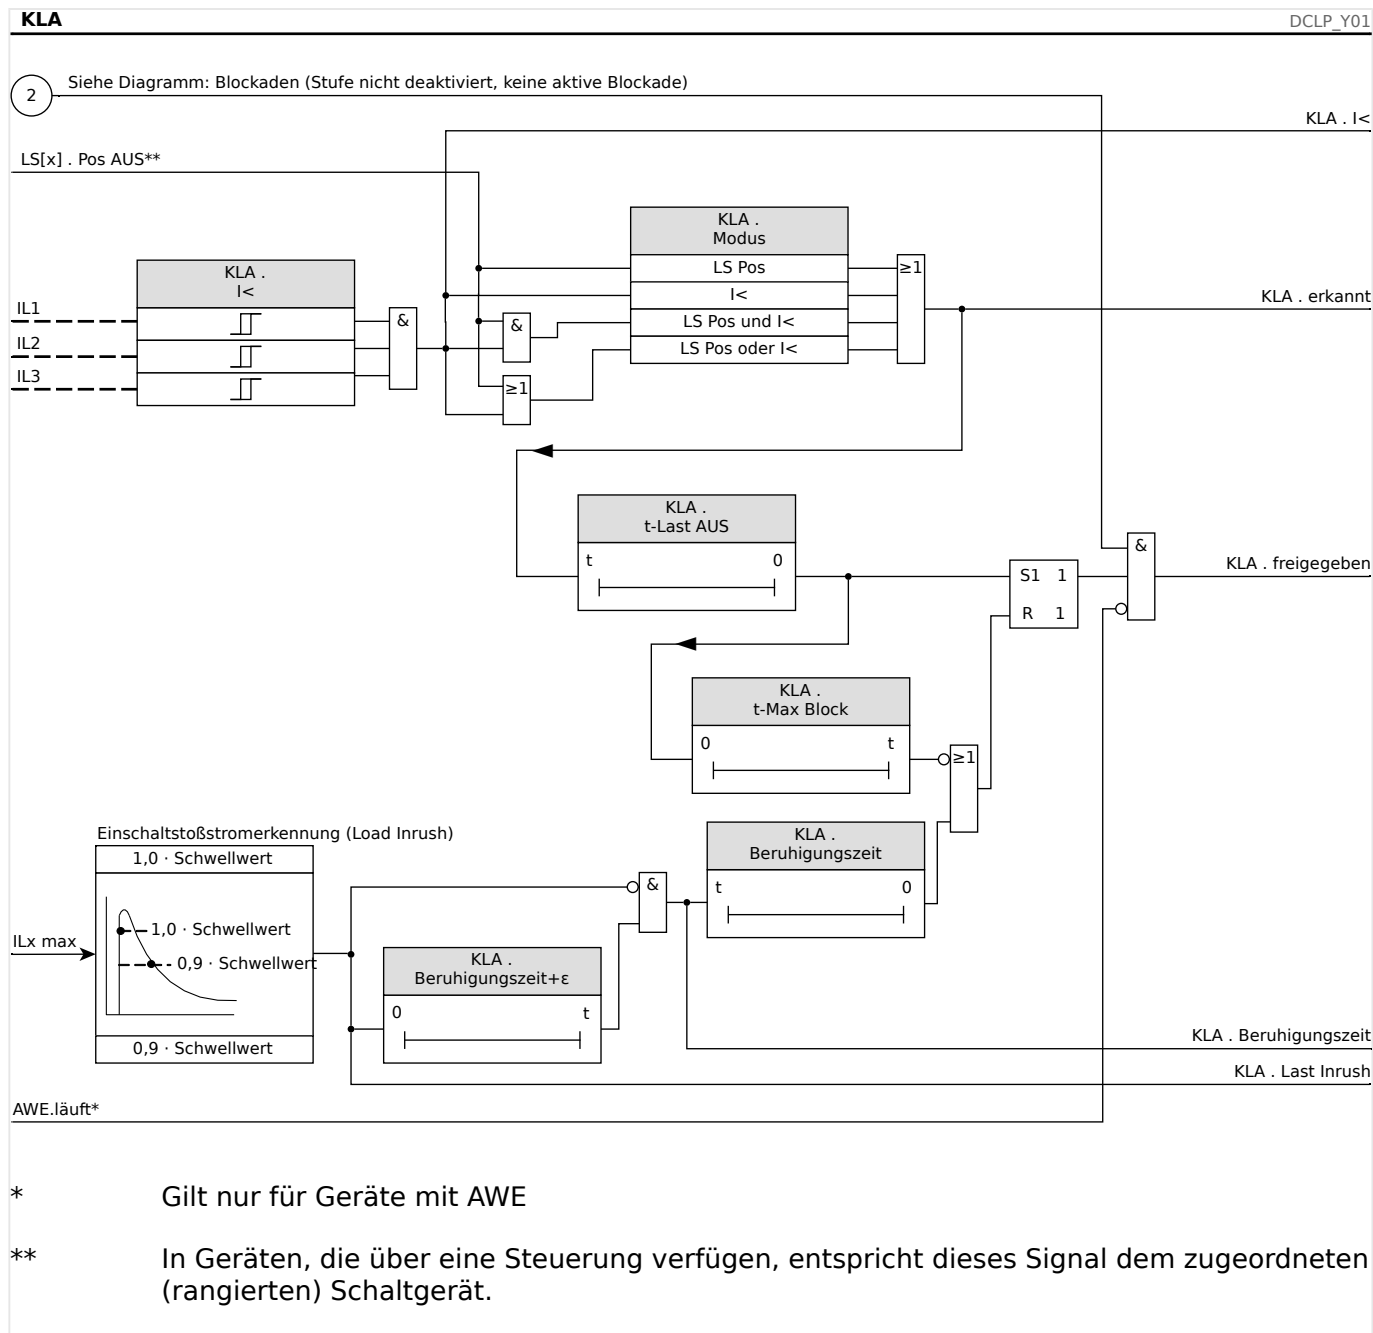 KLA
DCLP_Y01
2
Siehe Diagramm: Blockaden (Stufe nicht deaktiviert, keine aktive Blockade)
KLA . I<
LS[x] . Pos AUS**
KLA .
Modus
LS Pos
I<
LS Pos und I<
LS Pos oder I<
≥1
KLA .
I<
IL1
IL2
IL3
&
&
≥1
KLA . erkannt
KLA .
t-Last AUS
t 0
S1 1
R 1
&
KLA . freigegeben
KLA .
t-Max Block
0 t
≥1
Einschaltstoßstromerkennung (Load Inrush)
1,0 · Schwellwert
1,0 · Schwellwert
0,9 · Schwellwert
0,9 · Schwellwert
ILx max
KLA .
Beruhigungszeit
t 0
&
KLA .
Beruhigungszeit+ε
0 t
KLA . Beruhigungszeit
KLA . Last Inrush
AWE.läuft*
* Gilt nur für Geräte mit AWE
** In Geräten, die über eine Steuerung verfügen, entspricht dieses Signal dem zugeordneten
(rangierten) Schaltgerät.